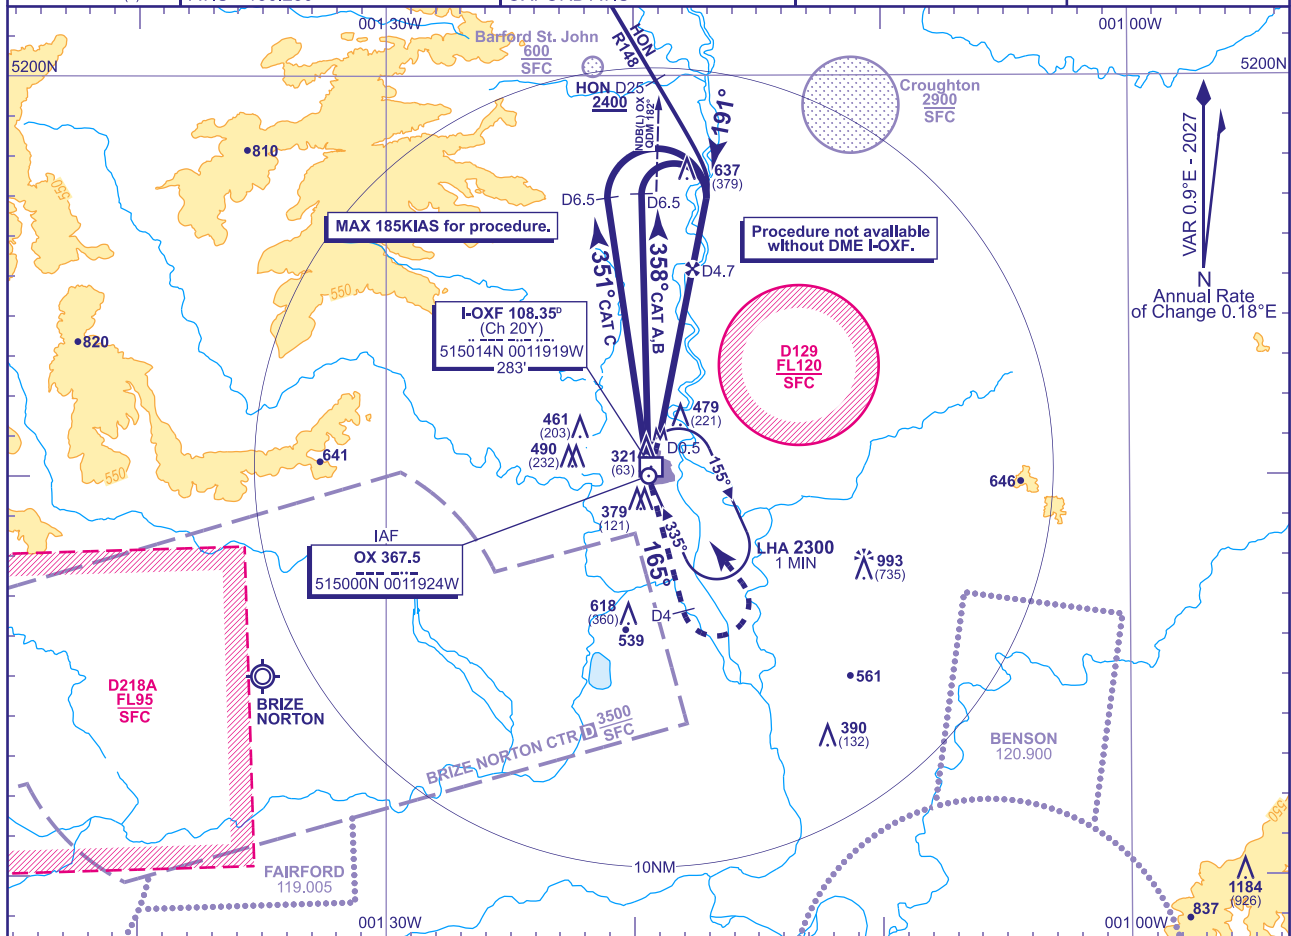 001:30W
001:00W
5200N
5200N
Barford St. John
600
SFC
HON
R148
HON D25
2400
NDB(L) OX
QDM 182°
191°
Croughton
2900
SFC
VAR 0.9°E - 2027
N
Annual Rate
of Change 0.18°E
810
637
(379)
D6.5
D6.5
MAX 185KIAS for procedure.
Procedure not available
without DME I-OXF.
550
351° CAT C
358° CAT A,B
D4.7
550
I-OXF 108.35D
(Ch 20Y)
515014N 0011919W
283'
820
D129
FL120
SFC
461
(203)
490
(232)
479
(221)
321
(63)
D0.5
641
550
155°
646
379
(121)
335°
165°
IAF
OX 367.5
515000N 0011924W
LHA 2300
1 MIN
993
(735)
618
(360)
539
D4
561
D218A
FL95
SFC
BRIZE
NORTON
BRIZE NORTON CTR D 3500
SFC
390
(132)
BENSON
120.900
FAIRFORD
119.005
10NM
550
1184
(926)
837
001:30W
001:00W